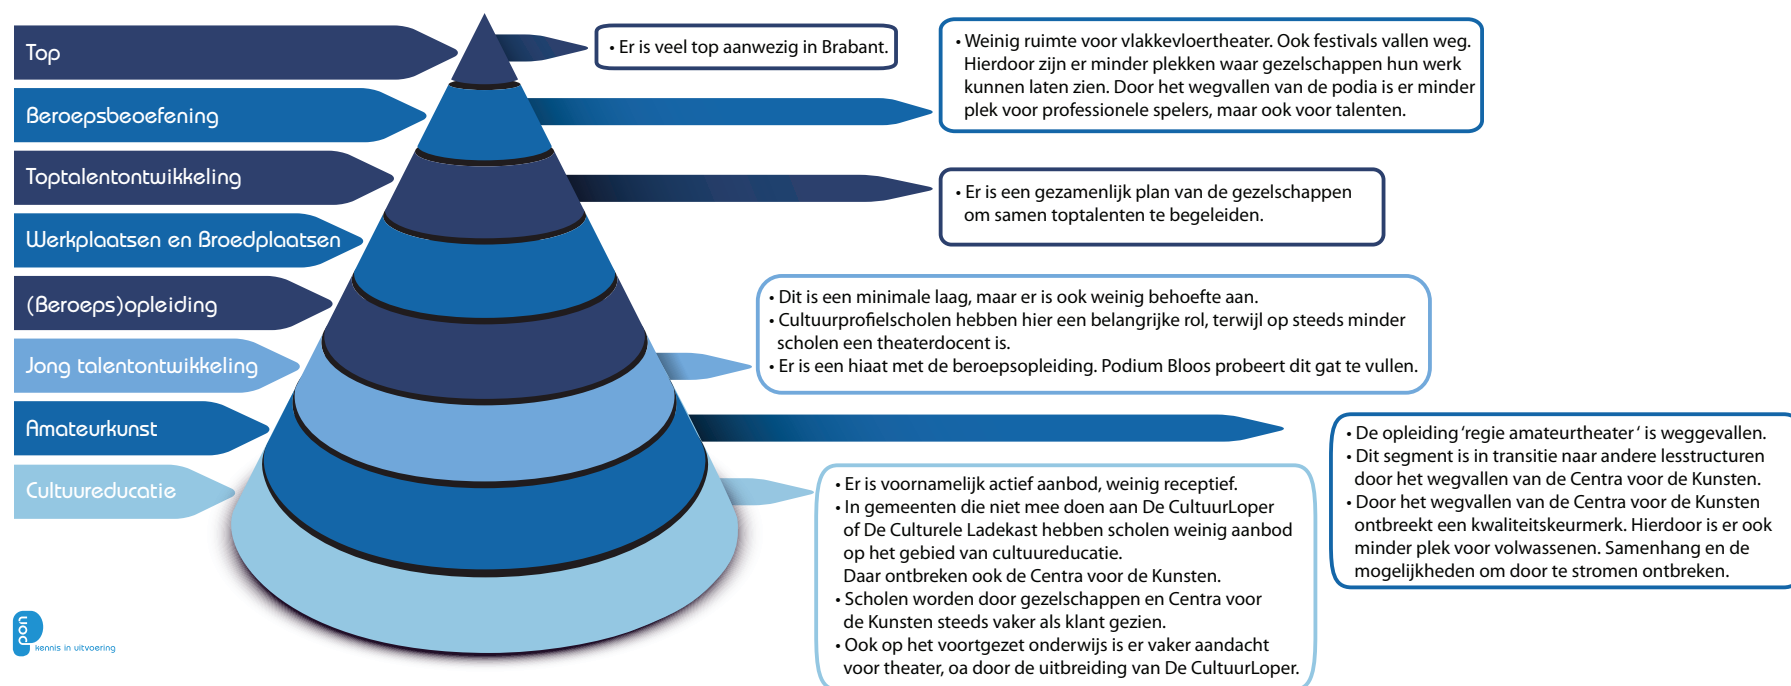 Top
• Er is veel top aanwezig in Brabant.
Beroepsbeoefening
• Weinig ruimte voor vlakkevloertheater. Ook festivals vallen weg.
Hierdoor zijn er minder plekken waar gezelschappen hun werk
kunnen laten zien. Door het wegvallen van de podia is er minder
plek voor professionele spelers, maar ook voor talenten.
Toptalentontwikkeling
• Er is een gezamenlijk plan van de gezelschappen
om samen toptalenten te begeleiden.
Werkplaatsen en Broedplaatsen
(Beroeps)opleiding
Jong talentontwikkeling
• Dit is een minimale laag, maar er is ook weinig behoefte aan.
• Cultuurprofielscholen hebben hier een belangrijke rol, terwijl op steeds minder
scholen een theaterdocent is.
• Er is een hiaat met de beroepsopleiding. Podium Bloos probeert dit gat te vullen.
Amateurkunst
• De opleiding ‘regie amateurtheater ‘ is weggevallen.
• Dit segment is in transitie naar andere lesstructuren
door het wegvallen van de Centra voor de Kunsten.
• Door het wegvallen van de Centra voor de Kunsten
ontbreekt een kwaliteitskeurmerk. Hierdoor is er ook
minder plek voor volwassenen. Samenhang en de
mogelijkheden om door te stromen ontbreken.
Cultuureducatie
• Er is voornamelijk actief aanbod, weinig receptief.
• In gemeenten die niet mee doen aan De CultuurLoper
of De Culturele Ladekast hebben scholen weinig aanbod
op het gebied van cultuureducatie.
Daar ontbreken ook de Centra voor de Kunsten.
• Scholen worden door gezelschappen en Centra voor
de Kunsten steeds vaker als klant gezien.
• Ook op het voortgezet onderwijs is er vaker aandacht
voor theater, oa door de uitbreiding van De CultuurLoper.
pon
kennis in uitvoering